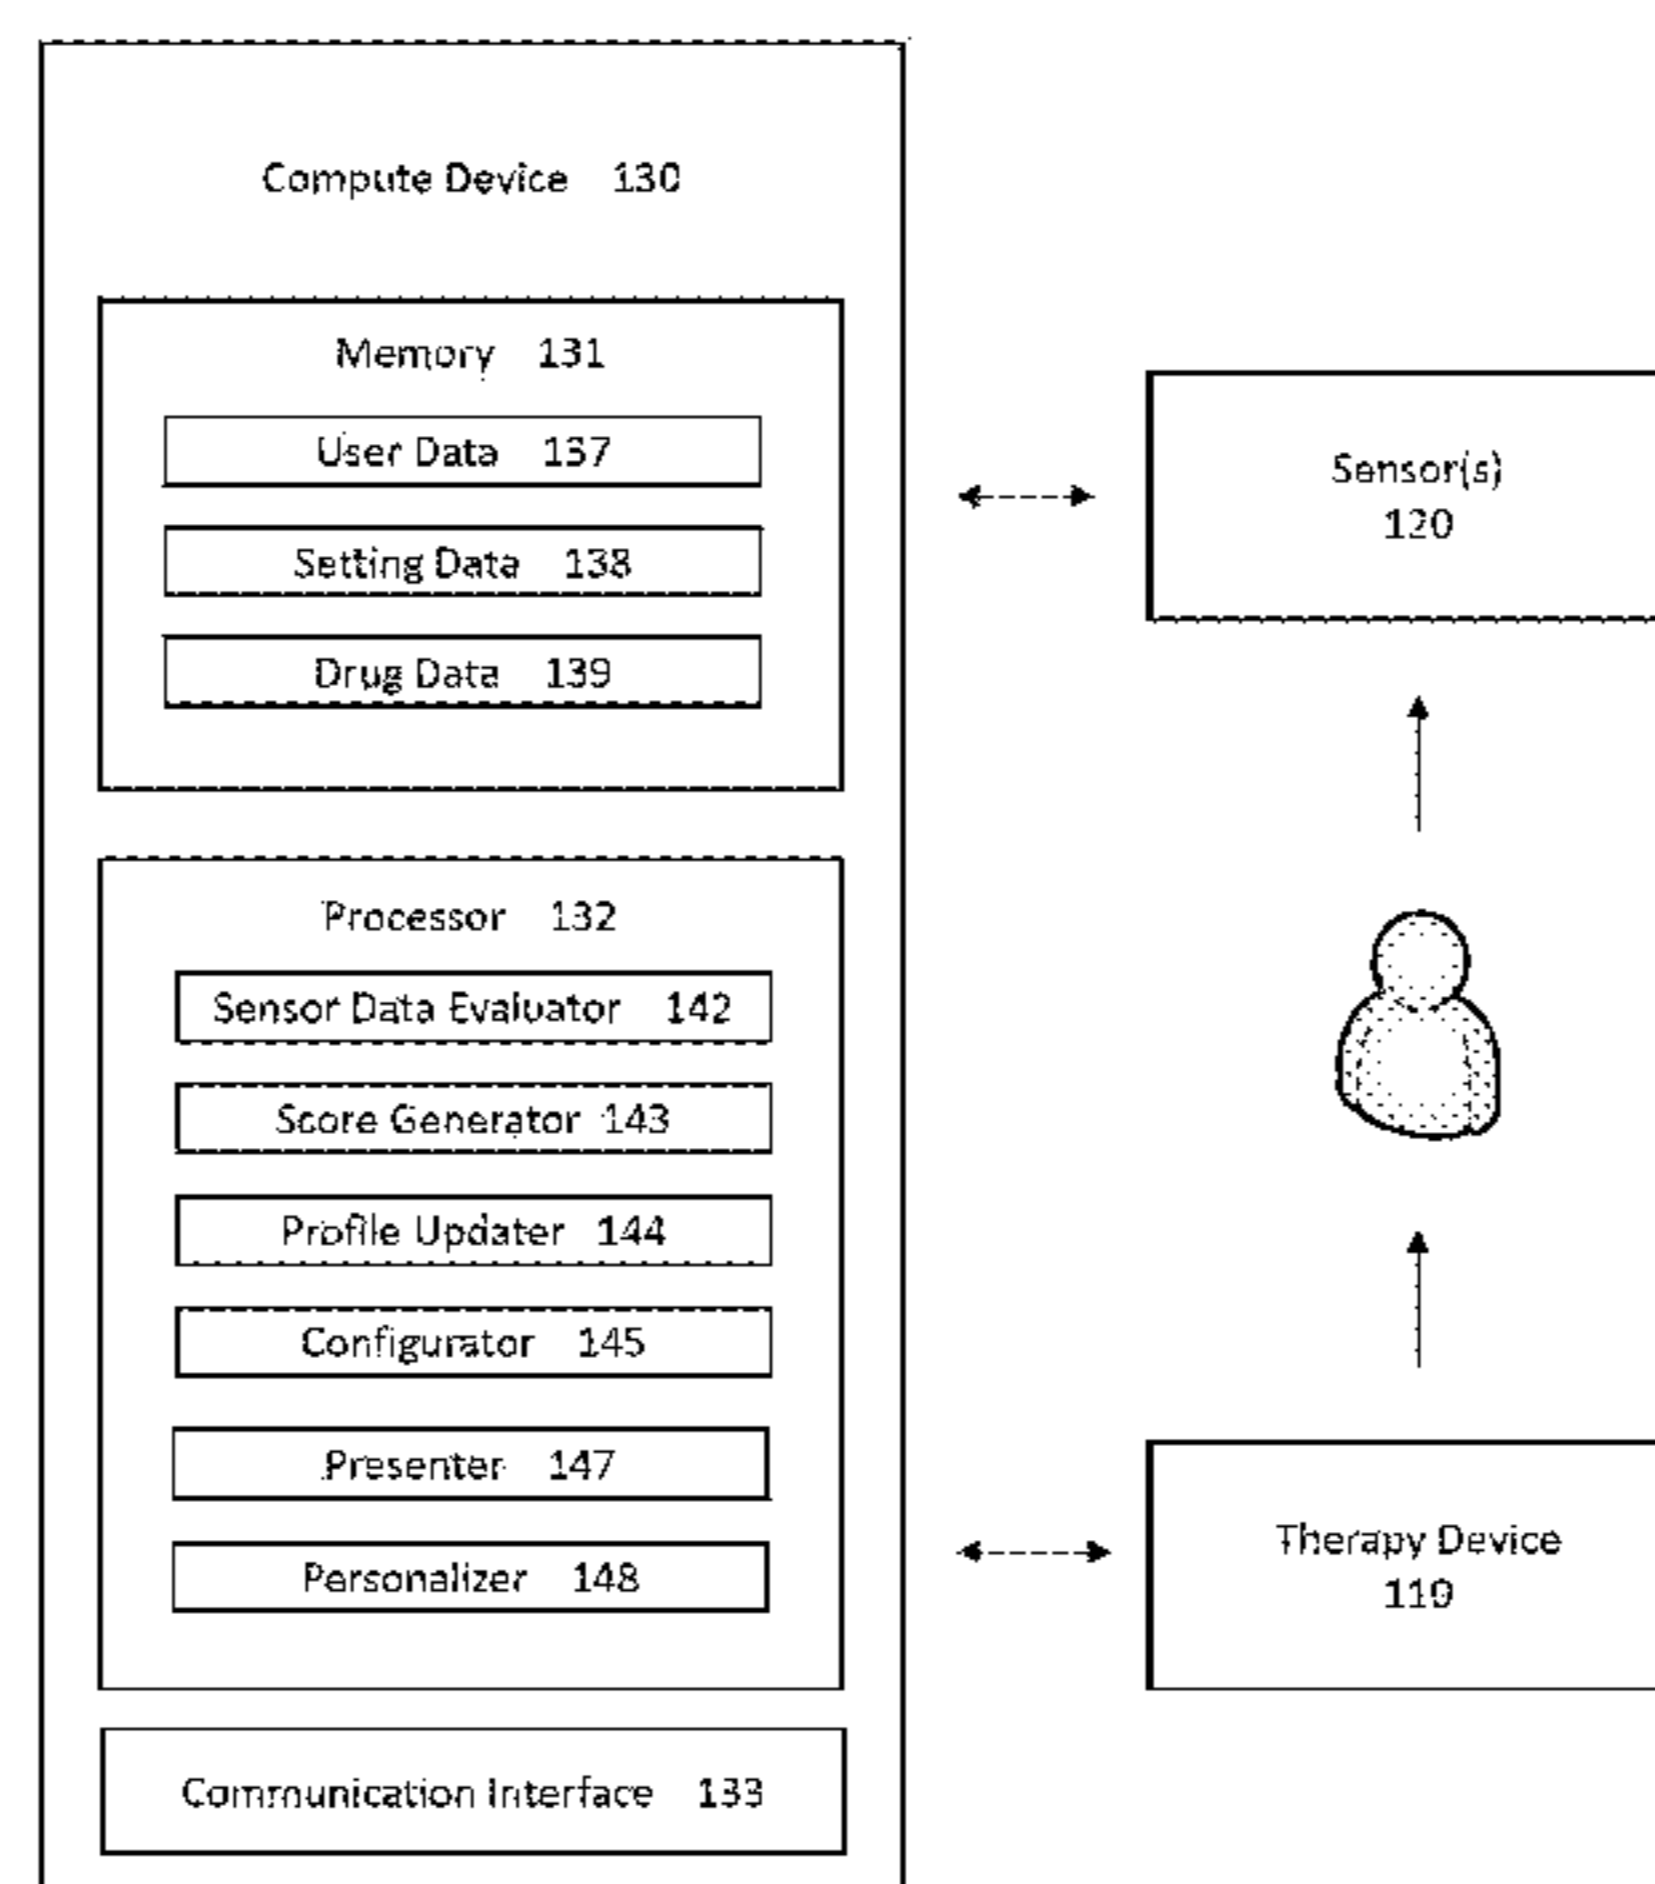 Compute Device 130
Memory 131
User Data 137
Setting Data 138
Drug Data 139
Processor 132
Sensor Data Evaluator 142
Score Generator 143
Profile Updater 144
Configurator 145
Presenter 147
Personalizer 148
Communication Interface 133
Sensor(s)
120
Therapy Device
110